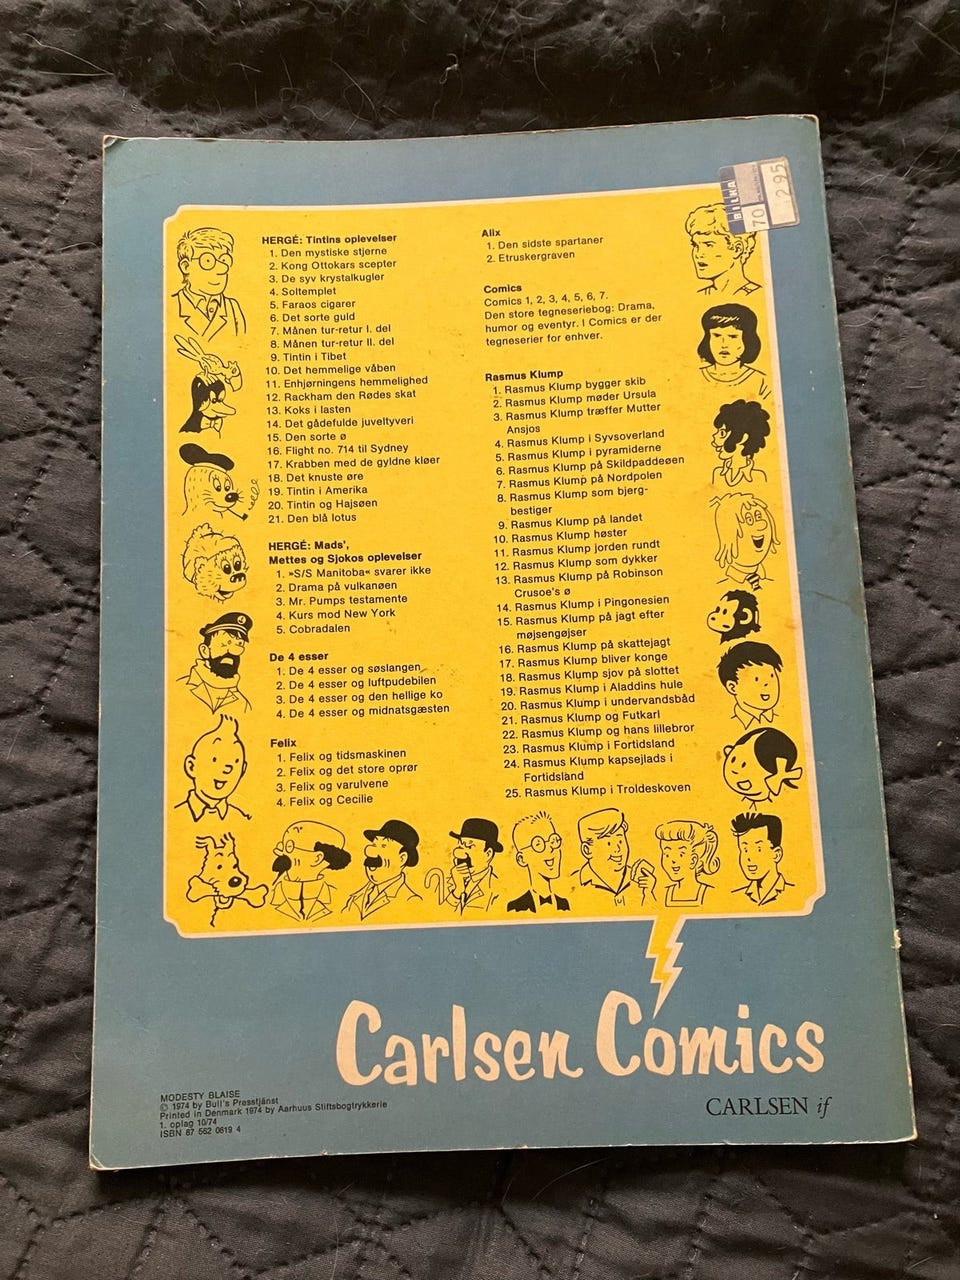 HERGÉ: Tintins oplevelser
1. Den mystiske stjerne
2. Kong Ottokars scepter
3. De syv krystalkugler
4. Soltemplet
5. Faraos cigarer
6. Det sorte guld
7. Månen tur-retur I. del
8. Månen tur-retur II. del
9. Tintin i Tibet
10. Det hemmelige våben
11. Enhjørningens hemmelighed
12. Rackham den Rødes skat
13. Koks i lasten
14. Det gådefulde juveltyveri
15. Den sorte ø
16. Flight no. 714 til Sydney
17. Krabben med de gyldne kløer
18. Det knuste øre
19. Tintin i Amerika
20. Tintin og Hajsøen
21. Den blå lotus
HERGÉ: Mads',
Mettes og Sjokos oplevelser
1. »S/S Manitoba« svarer ikke
2. Drama på vulkanøen
3. Mr. Pumps testamente
4. Kurs mod New York
5. Cobradalen
De 4 esser
1. De 4 esser og søslangen
2. De 4 esser og luftpudebilen
3. De 4 esser og den hellige ko
4. De 4 esser og midnatsgæsten
Felix
1. Felix og tidsmaskinen
2. Felix og det store oprør
3. Felix og varulvene
4. Felix og Cecilie
Alix
1. Den sidste spartaner
2. Etruskergraven
Comics
Comics 1, 2, 3, 4, 5, 6, 7.
Den store tegneseriebog: Drama,
humor og eventyr. I Comics er der
tegneserier for enhver.
Rasmus Klump
1. Rasmus Klump bygger skib
2. Rasmus Klump møder Ursula
3. Rasmus Klump træffer Mutter
Ansjos
4. Rasmus Klump i Syvsoverland
5. Rasmus Klump i pyramiderne
6. Rasmus Klump på Skildpaddeøen
7. Rasmus Klump på Nordpolen
8. Rasmus Klump som bjerg-
bestiger
9. Rasmus Klump på landet
10. Rasmus Klump høster
11. Rasmus Klump jorden rundt
12. Rasmus Klump som dykker
13. Rasmus Klump på Robinson
Crusoe's ø
14. Rasmus Klump i Pingonesien
15. Rasmus Klump på jagt efter
møjsengøjser
16. Rasmus Klump på skattejagt
17. Rasmus Klump bliver konge
18. Rasmus Klump sjov på slottet
19. Rasmus Klump i Aladdins hule
20. Rasmus Klump i undervandsbåd
21. Rasmus Klump og Futkarl
22. Rasmus Klump og hans lillebror
23. Rasmus Klump i Fortidsland
24. Rasmus Klump kapsejlads i
Fortidsland
25. Rasmus Klump i Troldeskoven
BILKA
70
295
Carlsen Comics
CARLSEN if
MODESTY BLAISE
© 1974 by Bull's Presstjänst
Printed in Denmark 1974 by Aarhuus Stiftsbogtrykkerie
1. oplag 10/74
ISBN 87 562 0619 4